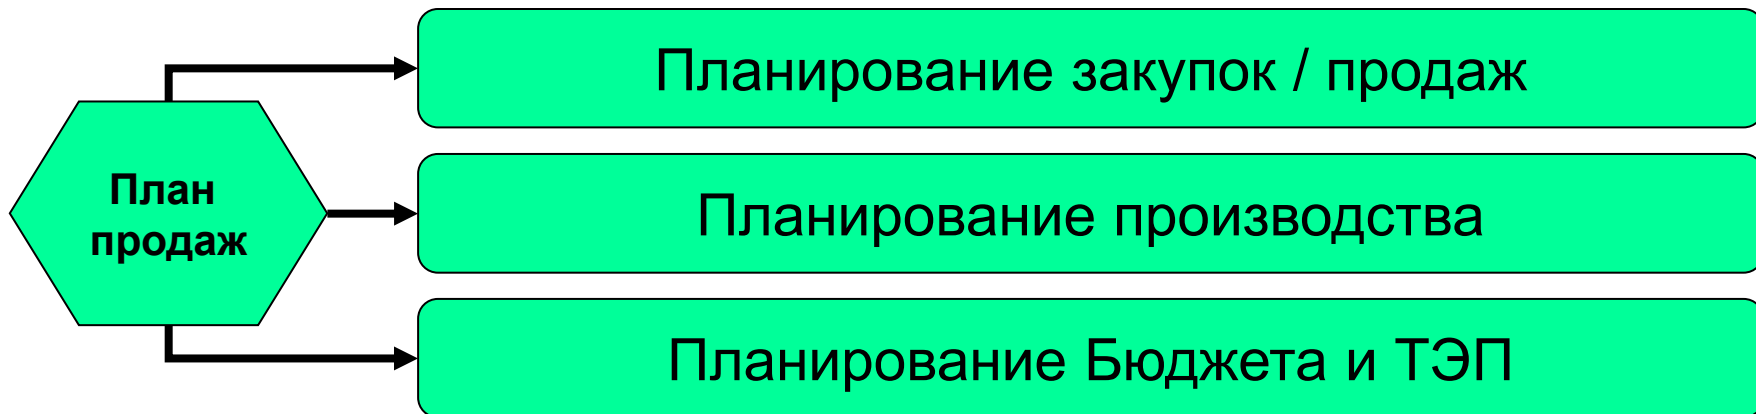 Планирование закупок / продаж
План
продаж
Планирование производства
Планирование Бюджета и ТЭП